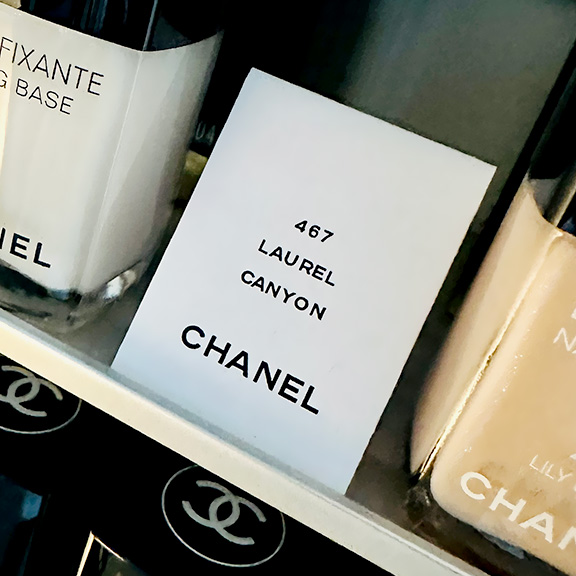 FIXANTE
G BASE
NEL
467
LAUREL
CANYON
CHANEL
LILY
CHAN